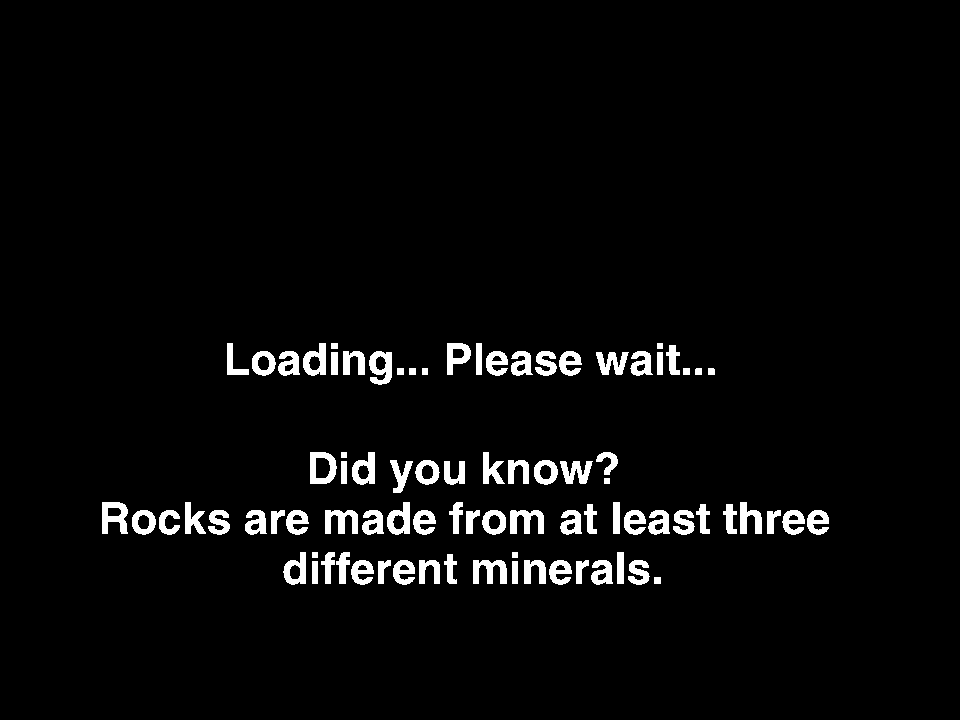 Loading... Please wait...
Did you know?
Rocks are made from at least three
different minerals.